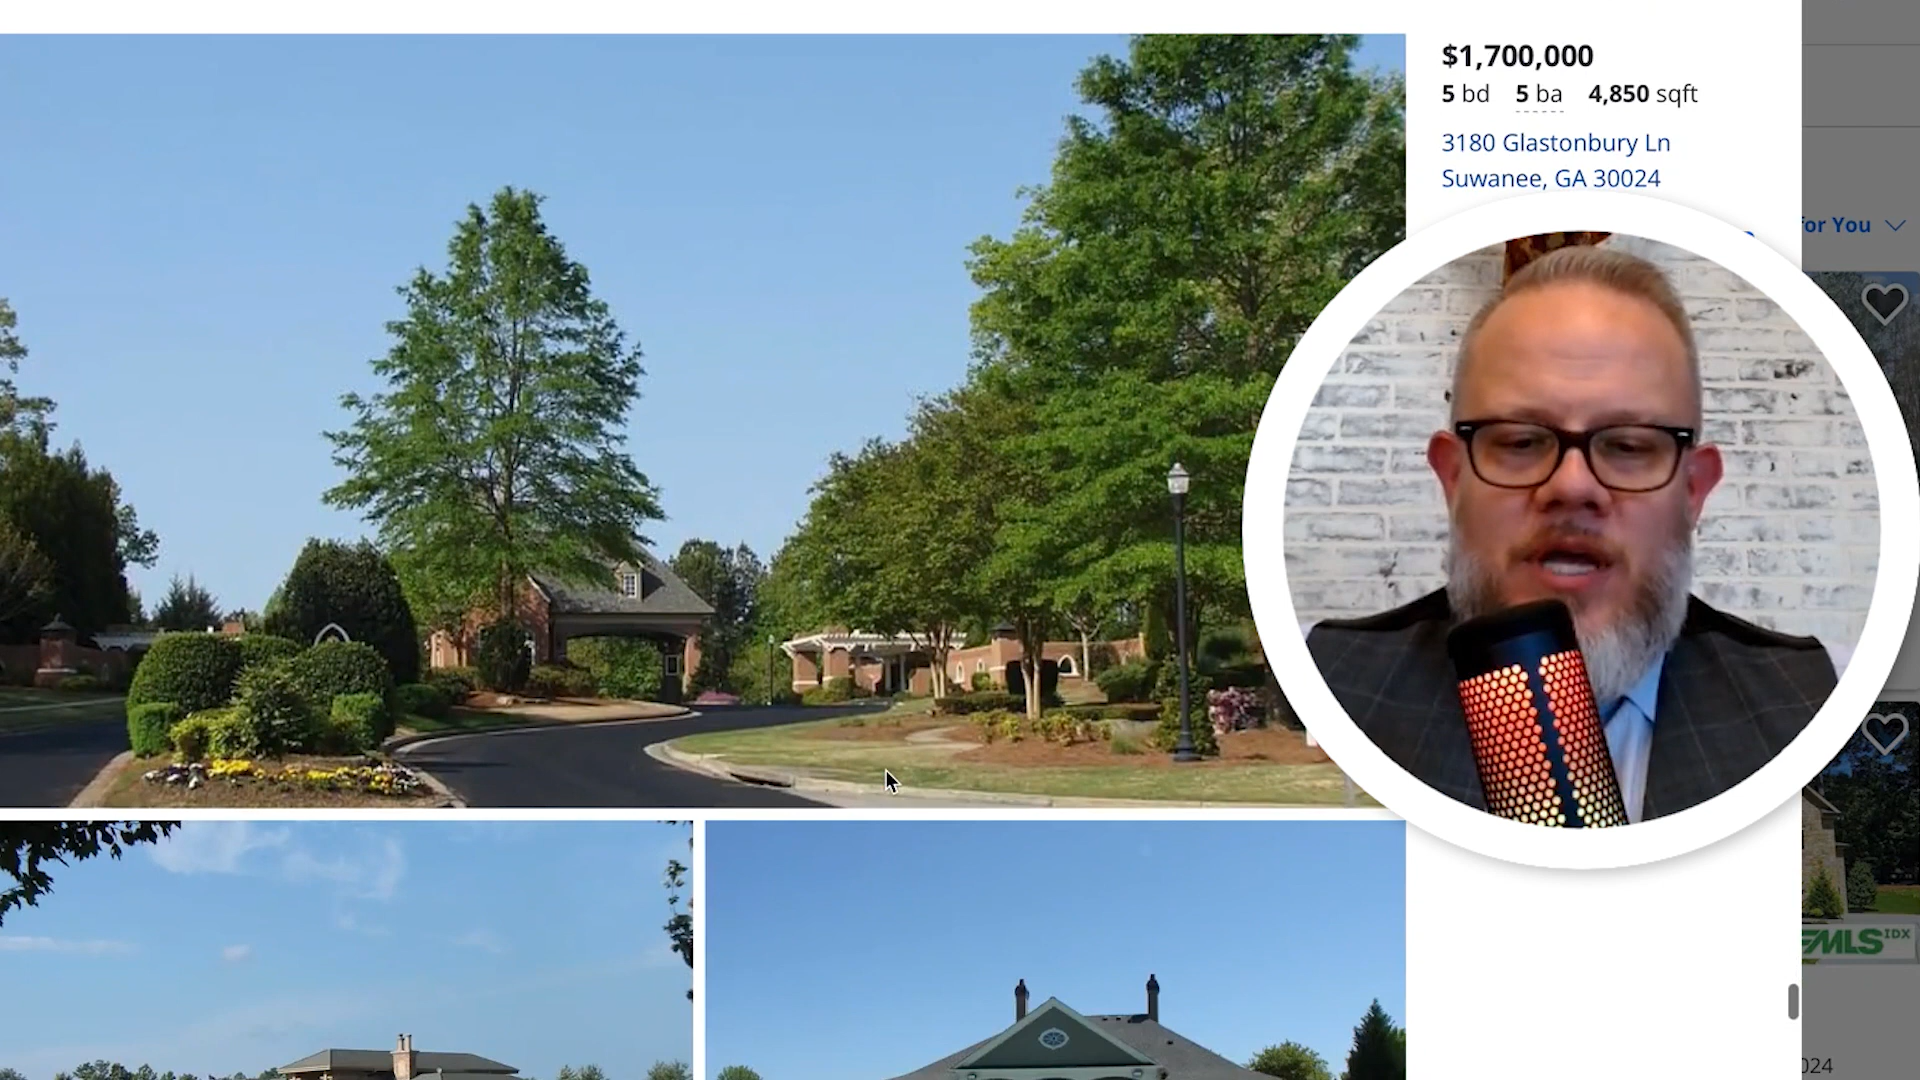 $1,700,000
5 bd 5 ba 4,850 sqft
3180 Glastonbury Ln
Suwanee, GA 30024
for You
FMLS IDX
024